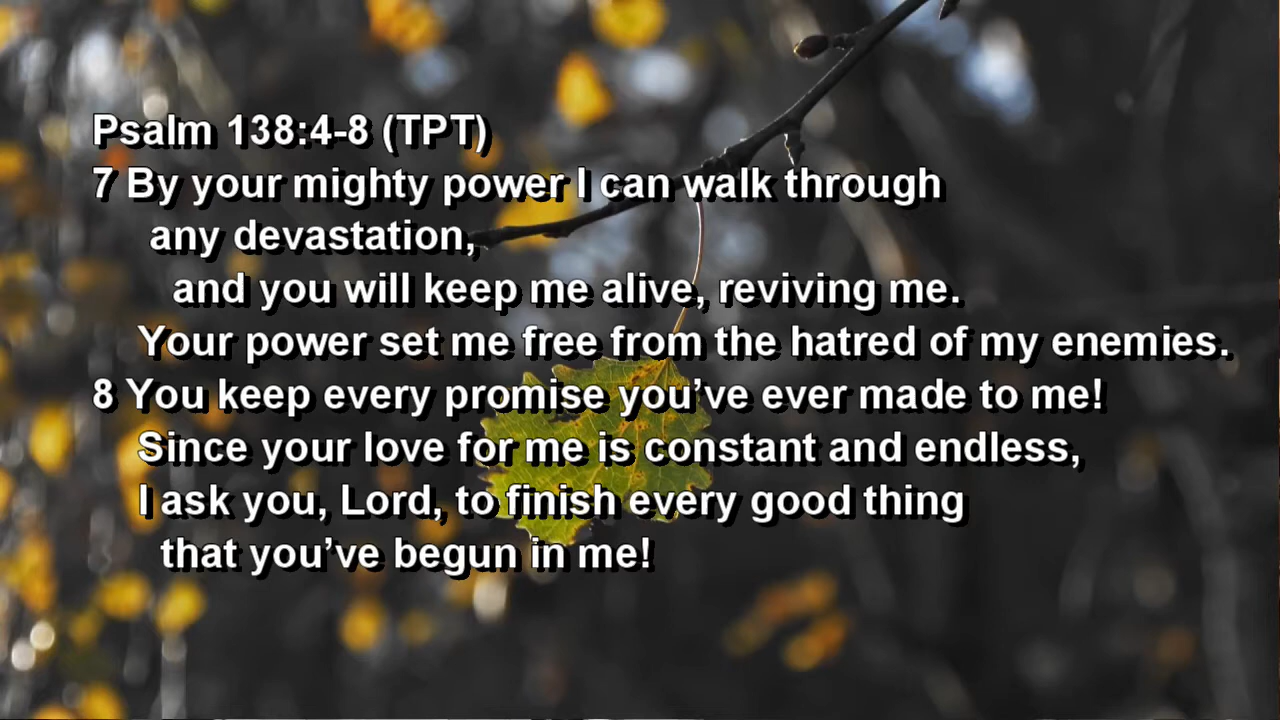 Psalm 138:4-8 (TPT)
7 By your mighty power I can walk through
any devastation,
and you will keep me alive, reviving me.
Your power set me free from the hatred of my enemies.
8 You keep every promise you’ve ever made to me!
Since your love for me is constant and endless,
I ask you, Lord, to finish every good thing
that you’ve begun in me!